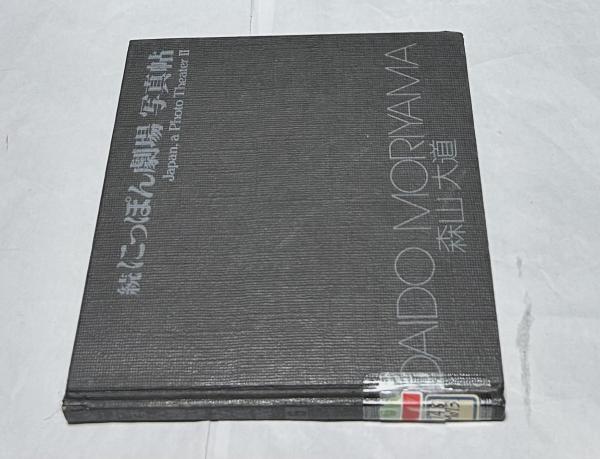 続 にっぽん劇場 写真帖
Japan, a Photo Theater II
DAIDO MORIYAMA
森山 大道